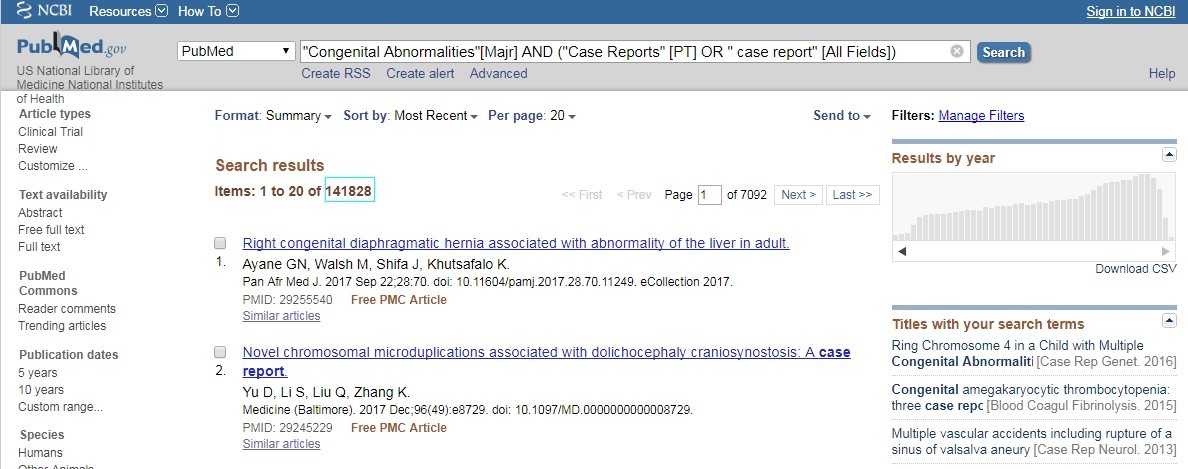 NCBI Resources How To Sign in to NCBI
PubMed.gov
US National Library of
Medicine National Institutes
of Health
PubMed
"Congenital Abnormalities"[Majr] AND ("Case Reports" [PT] OR " case report" [All Fields])
Search
Create RSS Create alert Advanced
Help
Article types
Clinical Trial
Review
Customize ...
Text availability
Abstract
Free full text
Full text
PubMed
Commons
Reader comments
Trending articles
Publication dates
5 years
10 years
Custom range...
Species
Humans
Other Animals
Format: Summary Sort by: Most Recent Per page: 20 Send to
Search results
Items: 1 to 20 of 141828
<< First < Prev Page 1 of 7092 Next > Last >>
Right congenital diaphragmatic hernia associated with abnormality of the liver in adult.
1. Ayane GN, Walsh M, Shifa J, Khutsafalo K.
Pan Afr Med J. 2017 Sep 22;28:70. doi: 10.11604/pamj.2017.28.70.11249. eCollection 2017.
PMID: 29255540 Free PMC Article
Similar articles
Novel chromosomal microduplications associated with dolichocephaly craniosynostosis: A case
2. report.
Yu D, Li S, Liu Q, Zhang K.
Medicine (Baltimore). 2017 Dec;96(49):e8729. doi: 10.1097/MD.0000000000008729.
PMID: 29245229 Free PMC Article
Similar articles
Filters: Manage Filters
Results by year
Download CSV
Titles with your search terms
Ring Chromosome 4 in a Child with Multiple
Congenital Abnormaliti [Case Rep Genet. 2016]
Congenital amegakaryocytic thrombocytopenia:
three case repc [Blood Coagul Fibrinolysis. 2015]
Multiple vascular accidents including rupture of a
sinus of valsalva aneury [Case Rep Neurol. 2013]